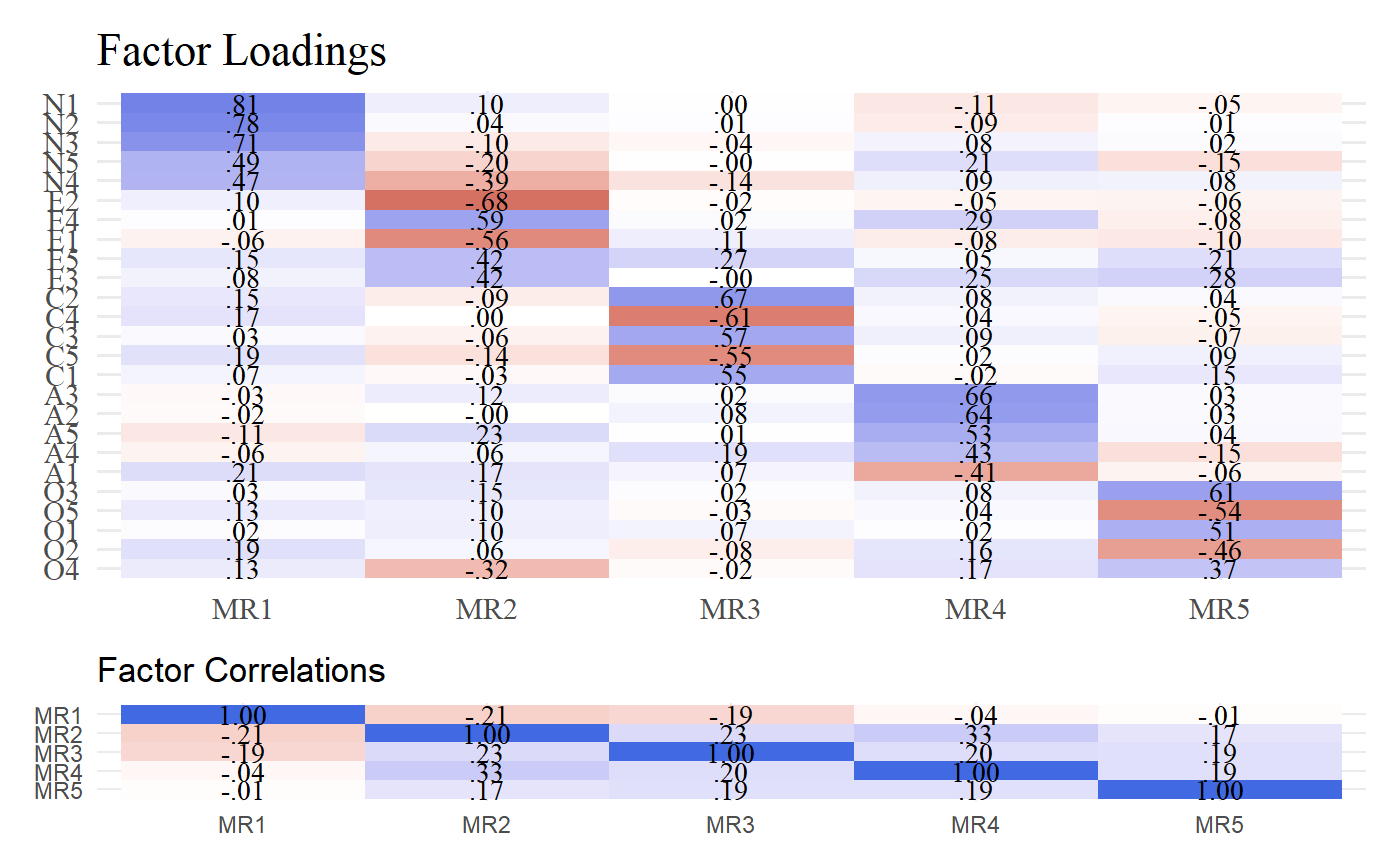 Factor Loadings
N1 .81 .10 .00 -.11 -.05
N2 .78 .04 .01 -.09 .01
N3 .71 -.10 -.04 .08 .02
N5 .49 -.20 -.00 .21 -.15
N4 .47 -.39 -.14 .09 .08
E2 .10 -.68 -.02 -.05 -.06
E4 .01 .59 .02 .29 -.08
E1 -.06 -.56 .11 -.08 -.10
E5 .15 .42 .27 .05 .21
E3 .08 .42 -.00 .25 .28
C2 .15 -.09 .67 .08 .04
C4 .17 .00 -.61 .04 -.05
C3 .03 -.06 .57 .09 -.07
C5 .19 -.14 -.55 .02 .09
C1 .07 -.03 .55 -.02 .15
A3 -.03 .12 .02 .66 .03
A2 -.02 -.00 .08 .64 .03
A5 -.11 .23 .01 .53 .04
A4 -.06 .06 .19 .43 -.15
A1 .21 .17 .07 -.41 -.06
O3 .03 .15 .02 .08 .61
O5 .13 .10 -.03 .04 -.54
O1 .02 .10 .07 .02 .51
O2 .19 .06 -.08 .16 -.46
O4 .13 -.32 -.02 .17 .37
MR1 MR2 MR3 MR4 MR5
Factor Correlations
MR1 1.00 -.21 -.19 -.04 -.01
MR2 -.21 1.00 .23 .33 .17
MR3 -.19 .23 1.00 .20 .19
MR4 -.04 .33 .20 1.00 .19
MR5 -.01 .17 .19 .19 1.00
MR1 MR2 MR3 MR4 MR5